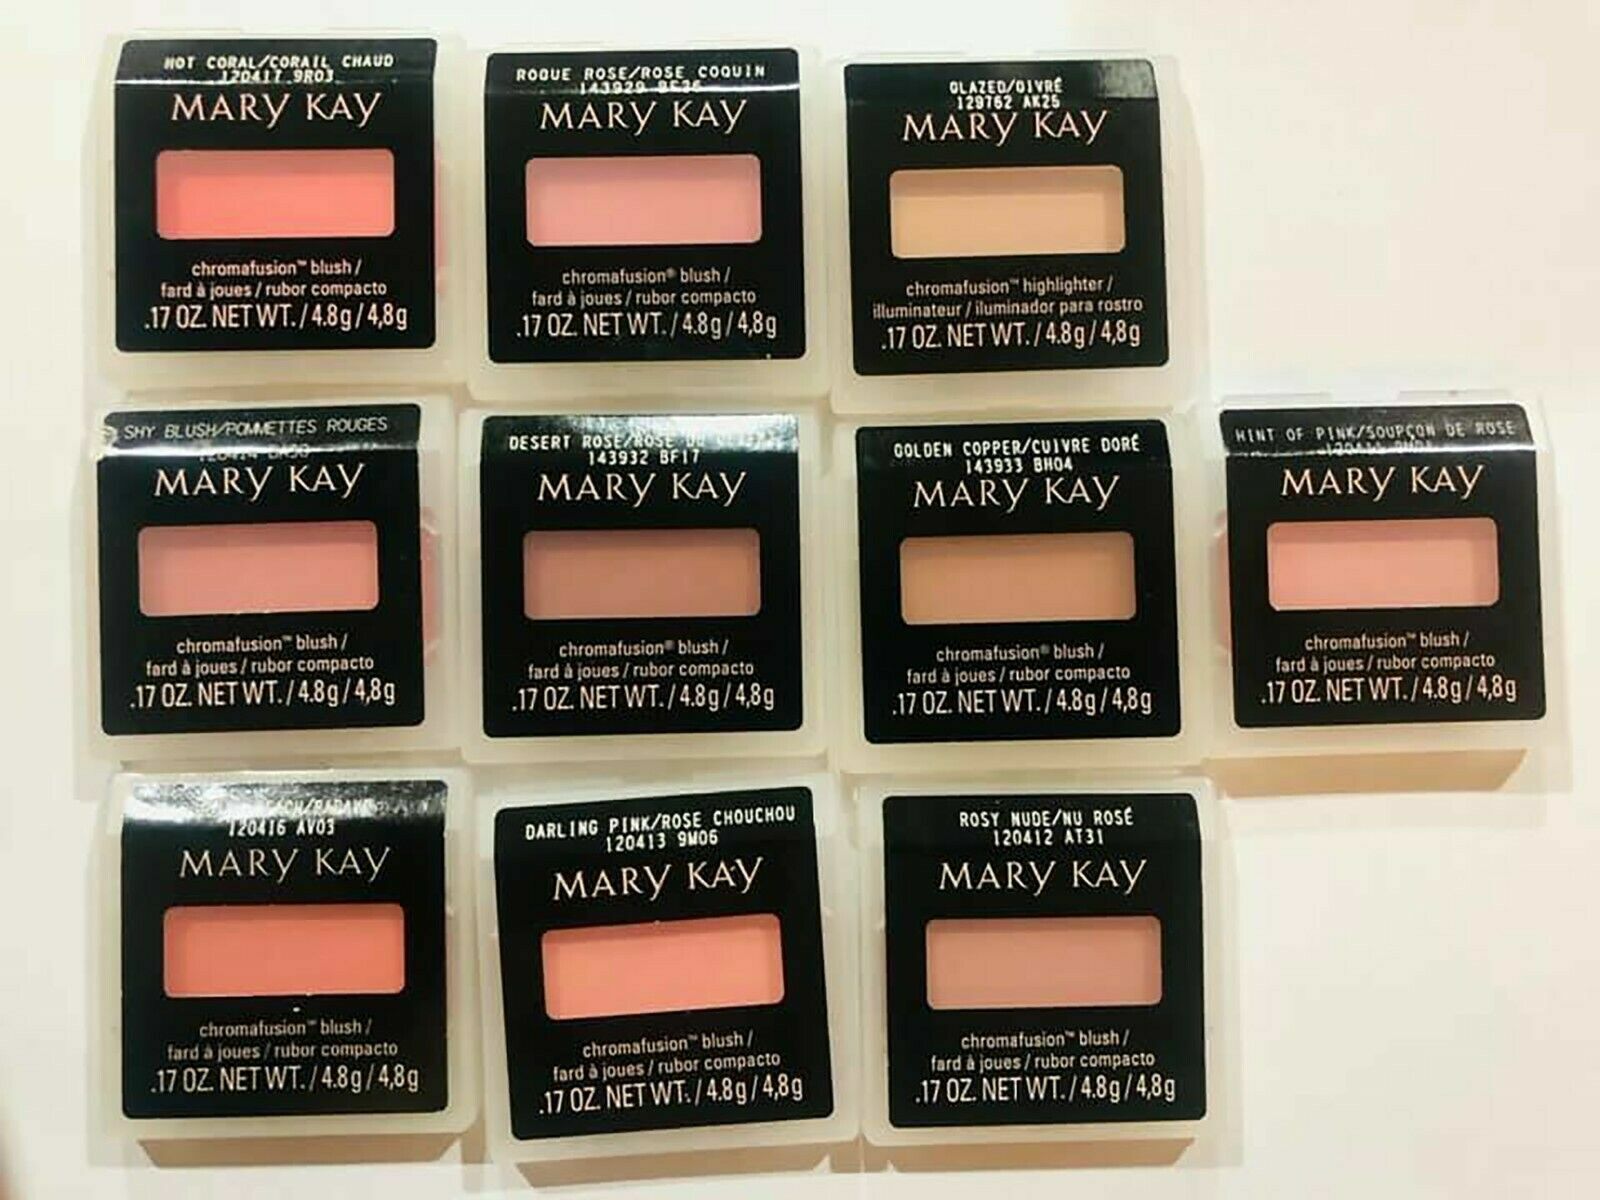 HOT CORAL/CORAIL CHAUD
120417 9R03
MARY KAY
chromafusion™ blush /
fard à joues / rubor compacto
.17 OZ. NET WT. / 4.8g / 4,8g
ROGUE ROSE/ROSE COQUIN
143929
MARY KAY
chromafusion® blush /
fard à joues / rubor compacto
.17 OZ. NET WT. / 4.8g / 4,8g
GLAZED/GIVRÉ
129762 AK25
MARY KAY
chromafusion™ highlighter /
illuminateur / iluminador para rostro
.17 OZ. NET WT. / 4.8g / 4,8g
SHY BLUSH/POMMETTES ROUGES
120414
MARY KAY
chromafusion™ blush /
fard à joues / rubor compacto
.17 OZ. NET WT. / 4.8g / 4,8g
DESERT ROSE/ROSE DU
143932 BF17
MARY KAY
chromafusion® blush /
fard à joues / rubor compacto
.17 OZ. NET WT. / 4.8g / 4,8g
GOLDEN COPPER/CUIVRE DORÉ
143933 BH04
MARY KAY
chromafusion® blush /
fard à joues / rubor compacto
.17 OZ. NET WT. / 4.8g / 4,8g
HINT OF PINK/SOUPÇON DE ROSE
MARY KAY
chromafusion™ blush /
fard à joues / rubor compacto
.17 OZ. NET WT. / 4.8g / 4,8g
120416 AV03
MARY KAY
chromafusion™ blush /
fard à joues / rubor compacto
.17 OZ. NET WT. / 4.8g / 4,8g
DARLING PINK/ROSE CHOUCHOU
120413 9M06
MARY KAY
chromafusion™ blush /
fard à joues / rubor compacto
.17 OZ. NET WT. / 4.8g / 4,8g
ROSY NUDE/NU ROSÉ
120412 AT31
MARY KAY
chromafusion™ blush /
fard à joues / rubor compacto
.17 OZ. NET WT. / 4.8g / 4,8g